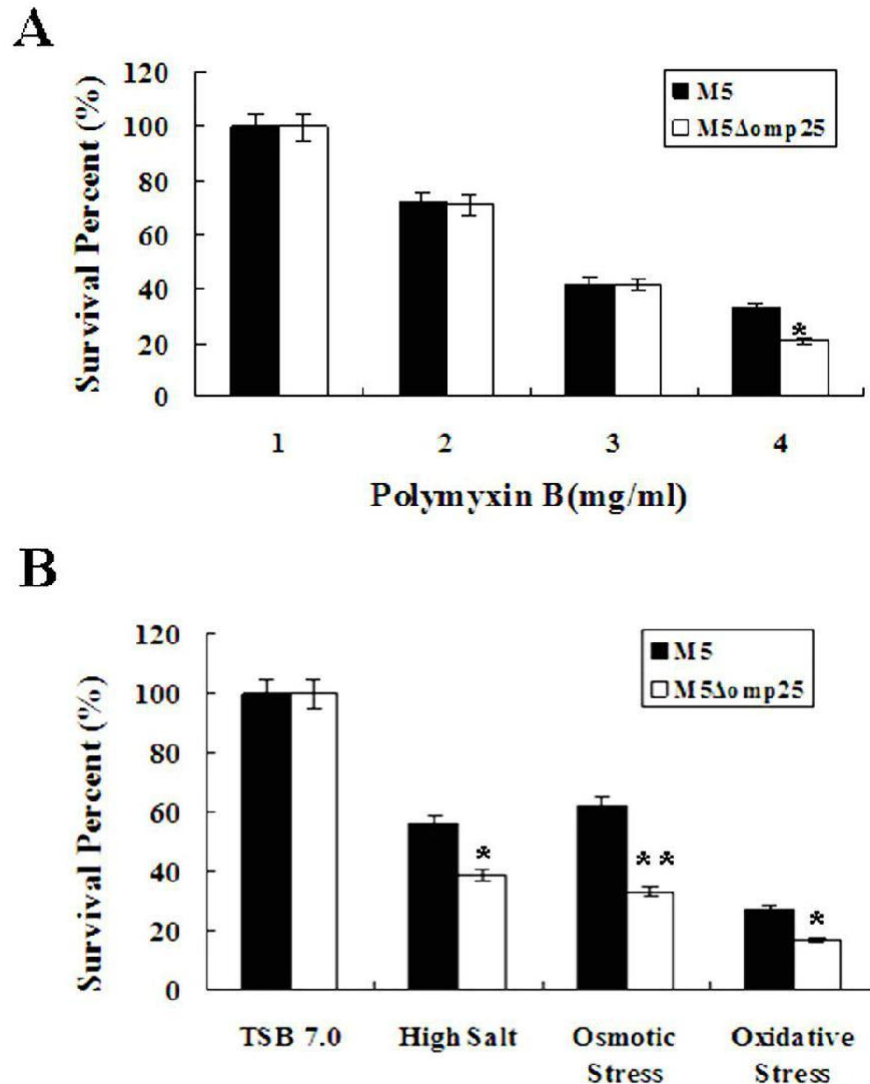 A
Survival Percent (%)
120
100
80
60
40
20
0
M5
M5Δomp25
*
1 2 3 4
Polymyxin B(mg/ml)
B
Survival Percent (%)
120
100
80
60
40
20
0
M5
M5Δomp25
*
**
*
TSB 7.0 High Salt Osmotic Oxidative
Stress Stress